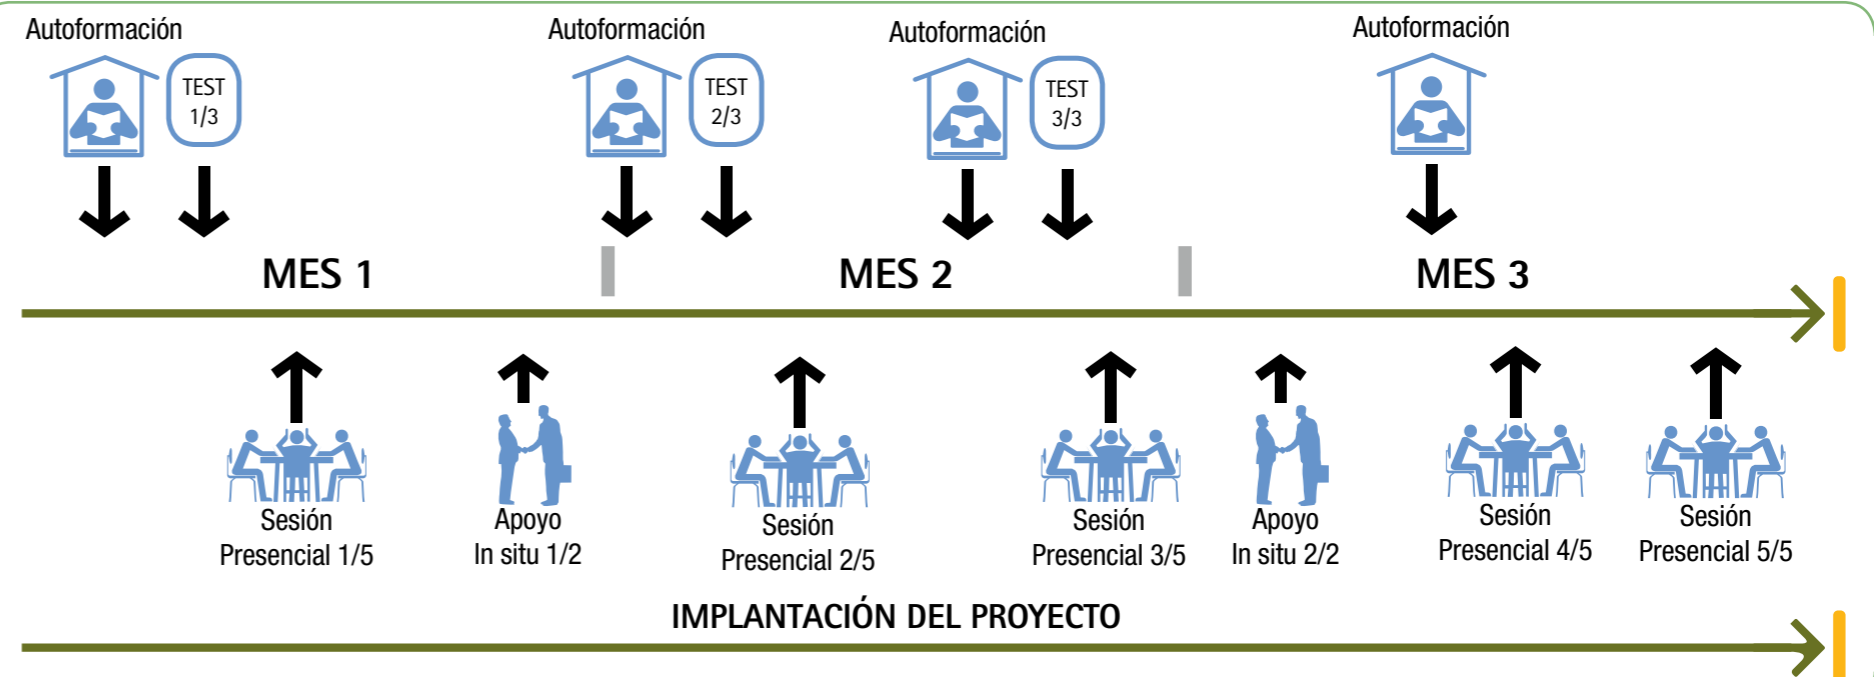 Autoformación
TEST
1/3
Autoformación
TEST
2/3
Autoformación
TEST
3/3
Autoformación
MES 1
MES 2
MES 3
Sesión
Presencial 1/5
Apoyo
In situ 1/2
Sesión
Presencial 2/5
Sesión
Presencial 3/5
Apoyo
In situ 2/2
Sesión
Presencial 4/5
Sesión
Presencial 5/5
IMPLANTACIÓN DEL PROYECTO